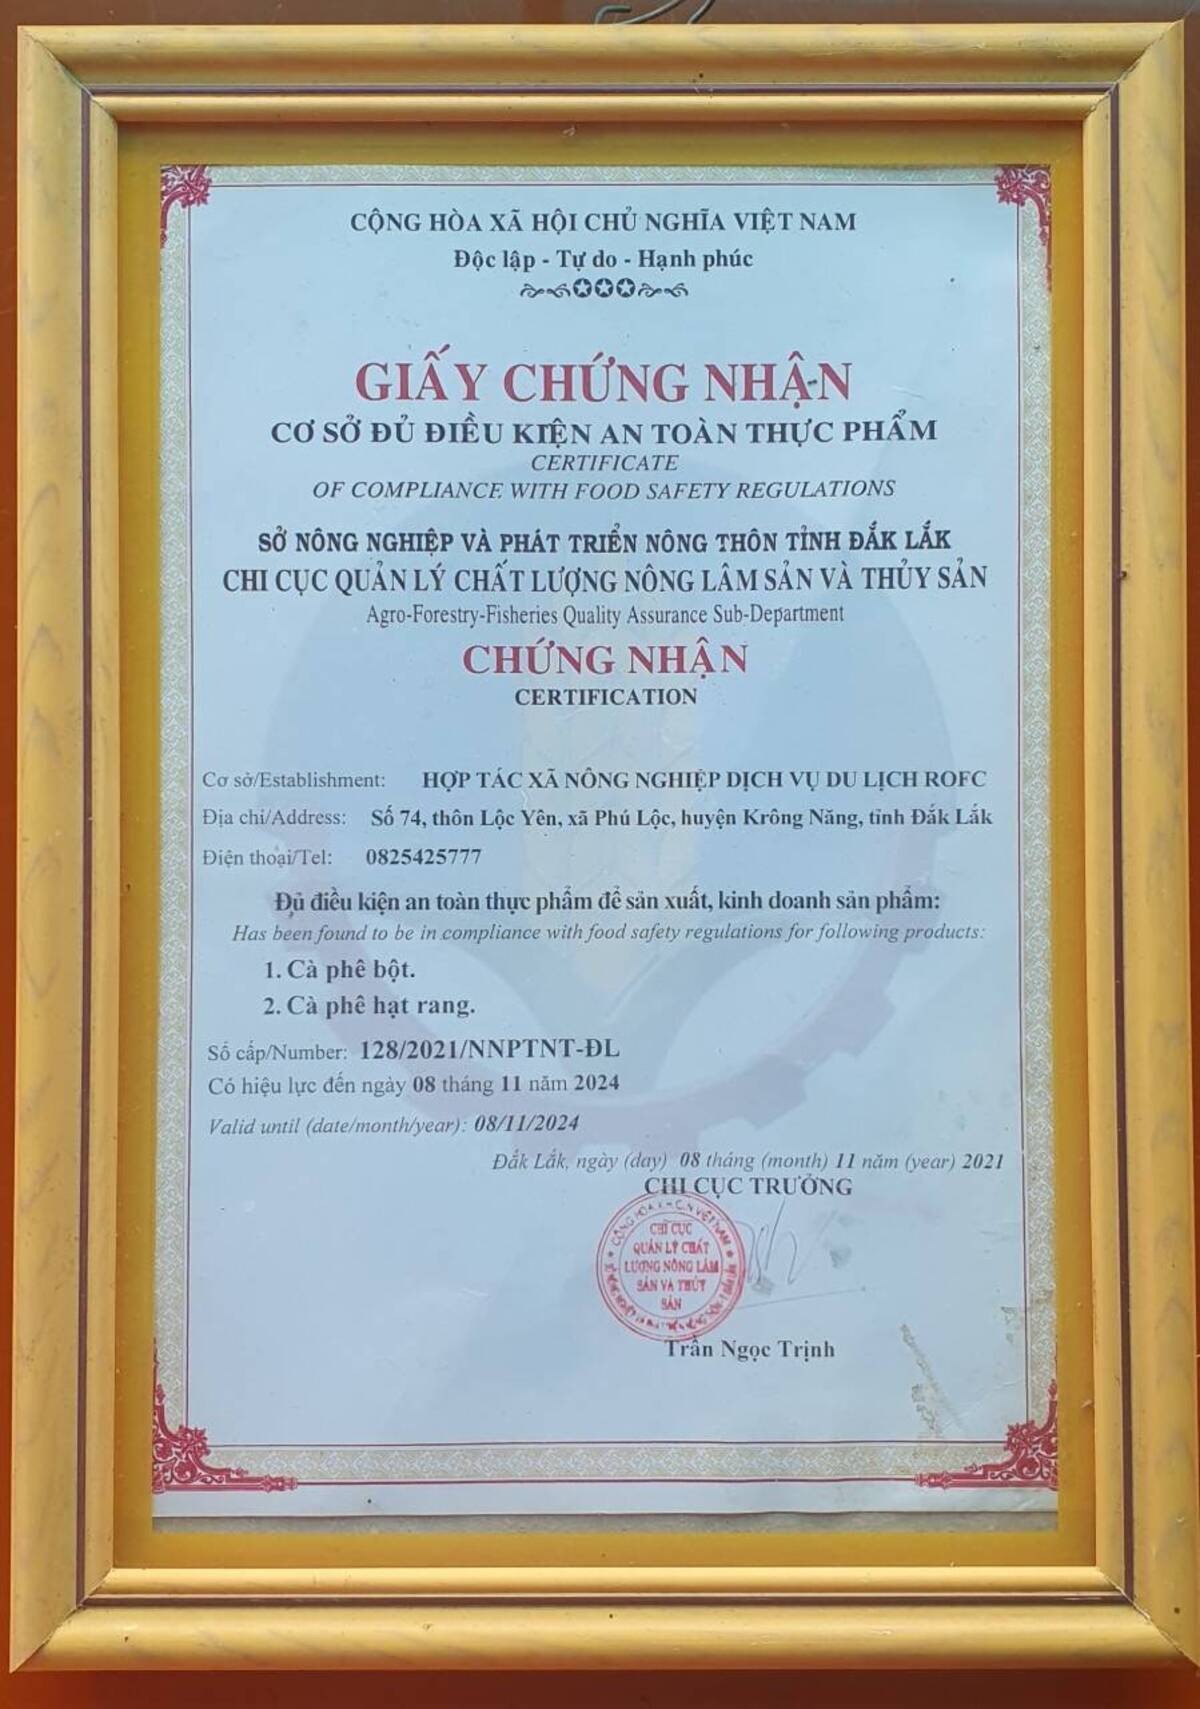 CỘNG HÒA XÃ HỘI CHỦ NGHĨA VIỆT NAM
Độc lập - Tự do - Hạnh phúc
GIẤY CHỨNG NHẬN
CƠ SỞ ĐỦ ĐIỀU KIỆN AN TOÀN THỰC PHẨM
CERTIFICATE
OF COMPLIANCE WITH FOOD SAFETY REGULATIONS
SỞ NÔNG NGHIỆP VÀ PHÁT TRIỂN NÔNG THÔN TỈNH ĐẮK LẮK
CHI CỤC QUẢN LÝ CHẤT LƯỢNG NÔNG LÂM SẢN VÀ THỦY SẢN
Agro-Forestry-Fisheries Quality Assurance Sub-Department
CHỨNG NHẬN
CERTIFICATION
Cơ sở/Establishment: HỢP TÁC XÃ NÔNG NGHIỆP DỊCH VỤ DU LỊCH ROFC
Địa chỉ/Address: Số 74, thôn Lộc Yên, xã Phú Lộc, huyện Krông Năng, tỉnh Đắk Lắk
Điện thoại/Tel: 0825425777
Đủ điều kiện an toàn thực phẩm để sản xuất, kinh doanh sản phẩm:
Has been found to be in compliance with food safety regulations for following products:
1. Cà phê bột.
2. Cà phê hạt rang.
Số cấp/Number: 128/2021/NNPTNT-ĐL
Có hiệu lực đến ngày 08 tháng 11 năm 2024
Valid until (date/month/year): 08/11/2024
Đắk Lắk, ngày (day) 08 tháng (month) 11 năm (year) 2021
CHI CỤC TRƯỞNG
CHI CỤC
QUẢN LÝ CHẤT
LƯỢNG NÔNG LÂM
SẢN VÀ THỦY
SẢN
Trần Ngọc Trịnh